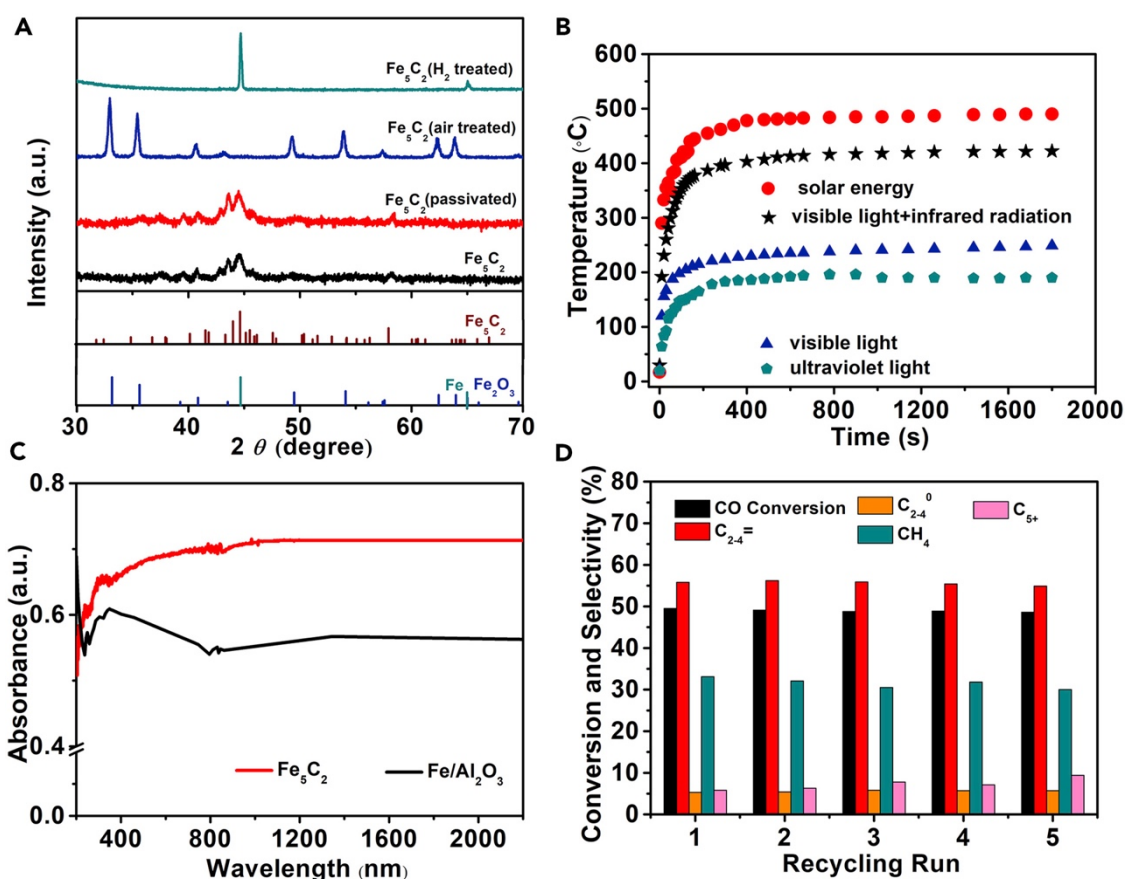 A
Fe5C2(H2 treated)
Fe5C2(air treated)
Fe5C2(passivated)
Fe5C2
Fe5C2
Fe Fe2O3
Intensity (a.u.)
30 40 50 60 70
2 θ (degree)
B
600
500
400
300
200
100
0
Temperature (°C)
solar energy
visible light+infrared radiation
visible light
ultraviolet light
0 400 800 1200 1600 2000
Time (s)
C
0.8
0.6
0.4
0.0
Absorbance (a.u.)
Fe5C2 Fe/Al2O3
400 800 1200 1600 2000
Wavelength (nm)
D
80
70
60
50
40
30
20
10
0
Conversion and Selectivity (%)
CO Conversion C2-4^0 C5+
C2-4= CH4
1 2 3 4 5
Recycling Run